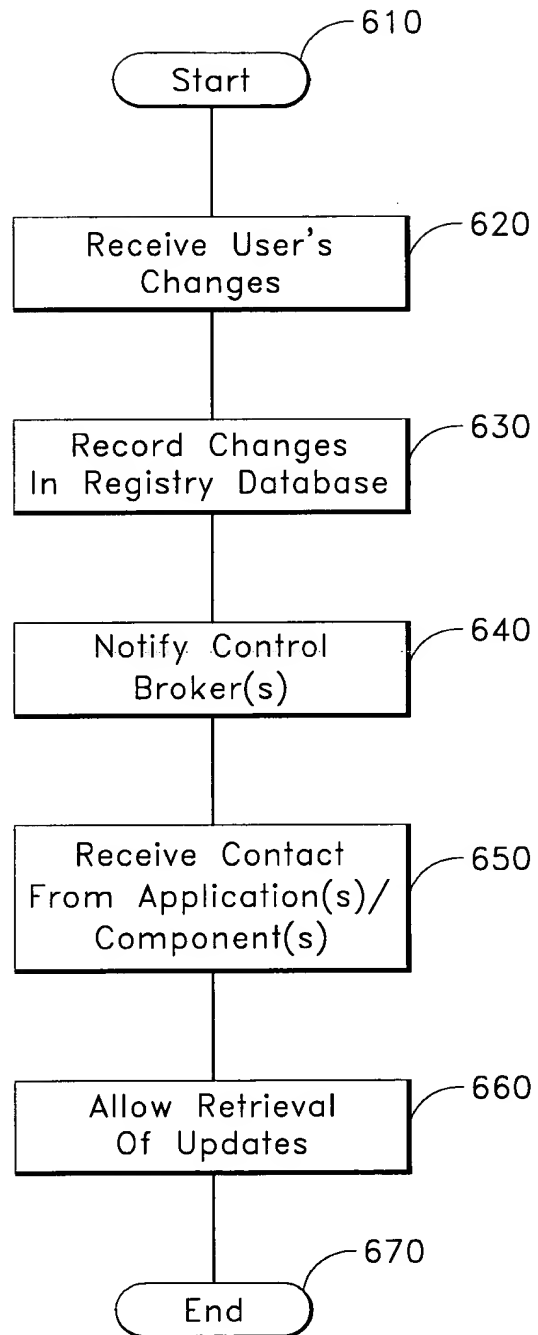 610
Start
620
Receive User's
Changes
630
Record Changes
In Registry Database
640
Notify Control
Broker(s)
650
Receive Contact
From Application(s)/
Component(s)
660
Allow Retrieval
Of Updates
670
End